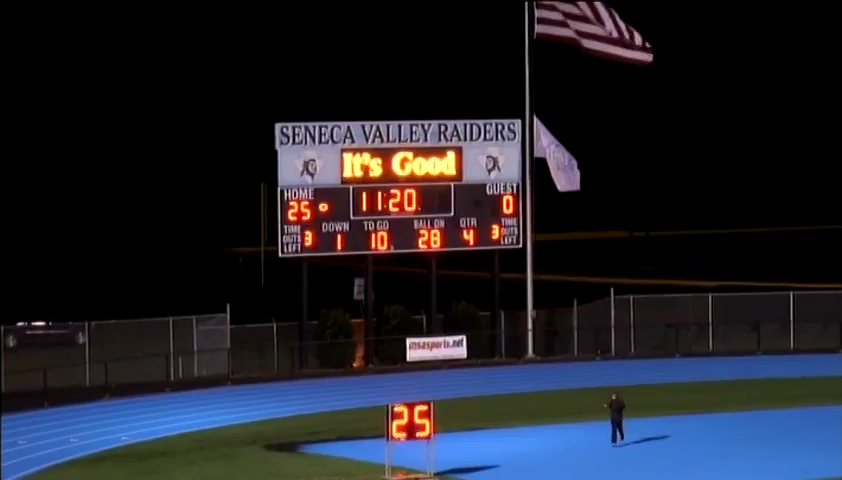 SENECA VALLEY RAIDERS
It's Good
HOME 11:20 GUEST
25 0
TIME OUTS LEFT 3 DOWN 1 TO GO 10 BALL ON 28 QTR 4 3 TIME OUTS LEFT
msasports.net
25